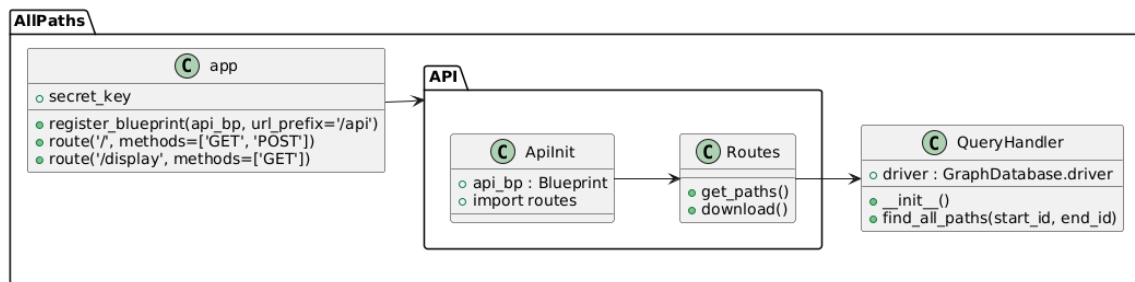 AllPaths
C app
secret_key
register_blueprint(api_bp, url_prefix='/api')
route('/', methods=['GET', 'POST'])
route('/display', methods=['GET'])
API
C ApiInit
api_bp : Blueprint
import routes
C Routes
get_paths()
download()
C QueryHandler
driver : GraphDatabase.driver
__init__()
find_all_paths(start_id, end_id)